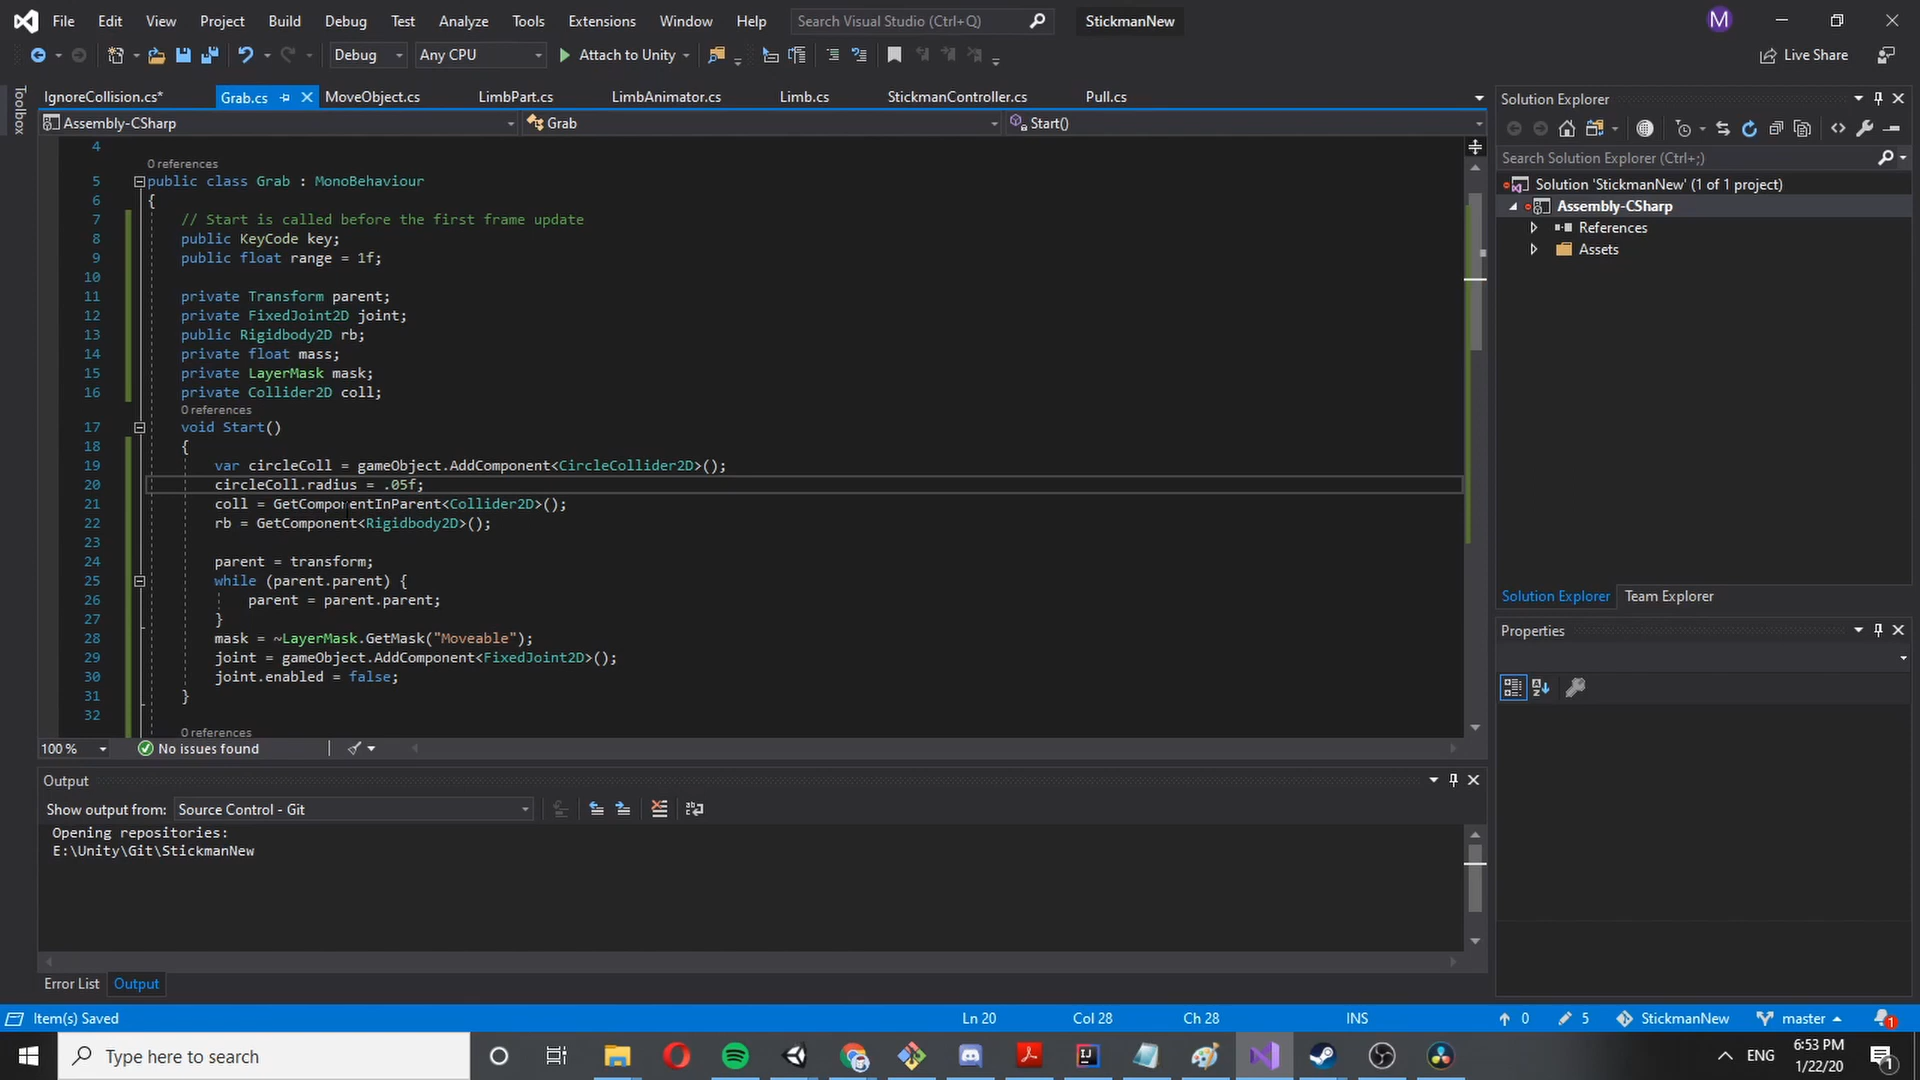 File Edit View Project Build Debug Test Analyze Tools Extensions Window Help Search Visual Studio (Ctrl+Q) StickmanNew M
Debug Any CPU Attach to Unity Live Share
Toolbox
IgnoreCollision.cs* Grab.cs MoveObject.cs LimbPart.cs LimbAnimator.cs Limb.cs StickmanController.cs Pull.cs
Assembly-CSharp Grab Start()
4
0 references
5 public class Grab : MonoBehaviour
6 {
7 // Start is called before the first frame update
8 public KeyCode key;
9 public float range = 1f;
10
11 private Transform parent;
12 private FixedJoint2D joint;
13 public Rigidbody2D rb;
14 private float mass;
15 private LayerMask mask;
16 private Collider2D coll;
0 references
17 void Start()
18 {
19 var circleColl = gameObject.AddComponent<CircleCollider2D>();
20 circleColl.radius = .05f;
21 coll = GetComponentInParent<Collider2D>();
22 rb = GetComponent<Rigidbody2D>();
23
24 parent = transform;
25 while (parent.parent) {
26 parent = parent.parent;
27 }
28 mask = ~LayerMask.GetMask("Moveable");
29 joint = gameObject.AddComponent<FixedJoint2D>();
30 joint.enabled = false;
31 }
32
0 references
100 % No issues found
Output
Show output from: Source Control - Git
Opening repositories:
E:\Unity\Git\StickmanNew
Error List Output
Solution Explorer
Search Solution Explorer (Ctrl+;)
Solution 'StickmanNew' (1 of 1 project)
Assembly-CSharp
References
Assets
Solution Explorer Team Explorer
Properties
Item(s) Saved Ln 20 Col 28 Ch 28 INS 0 5 StickmanNew master 1
Type here to search ENG 6:53 PM
1/22/20 1